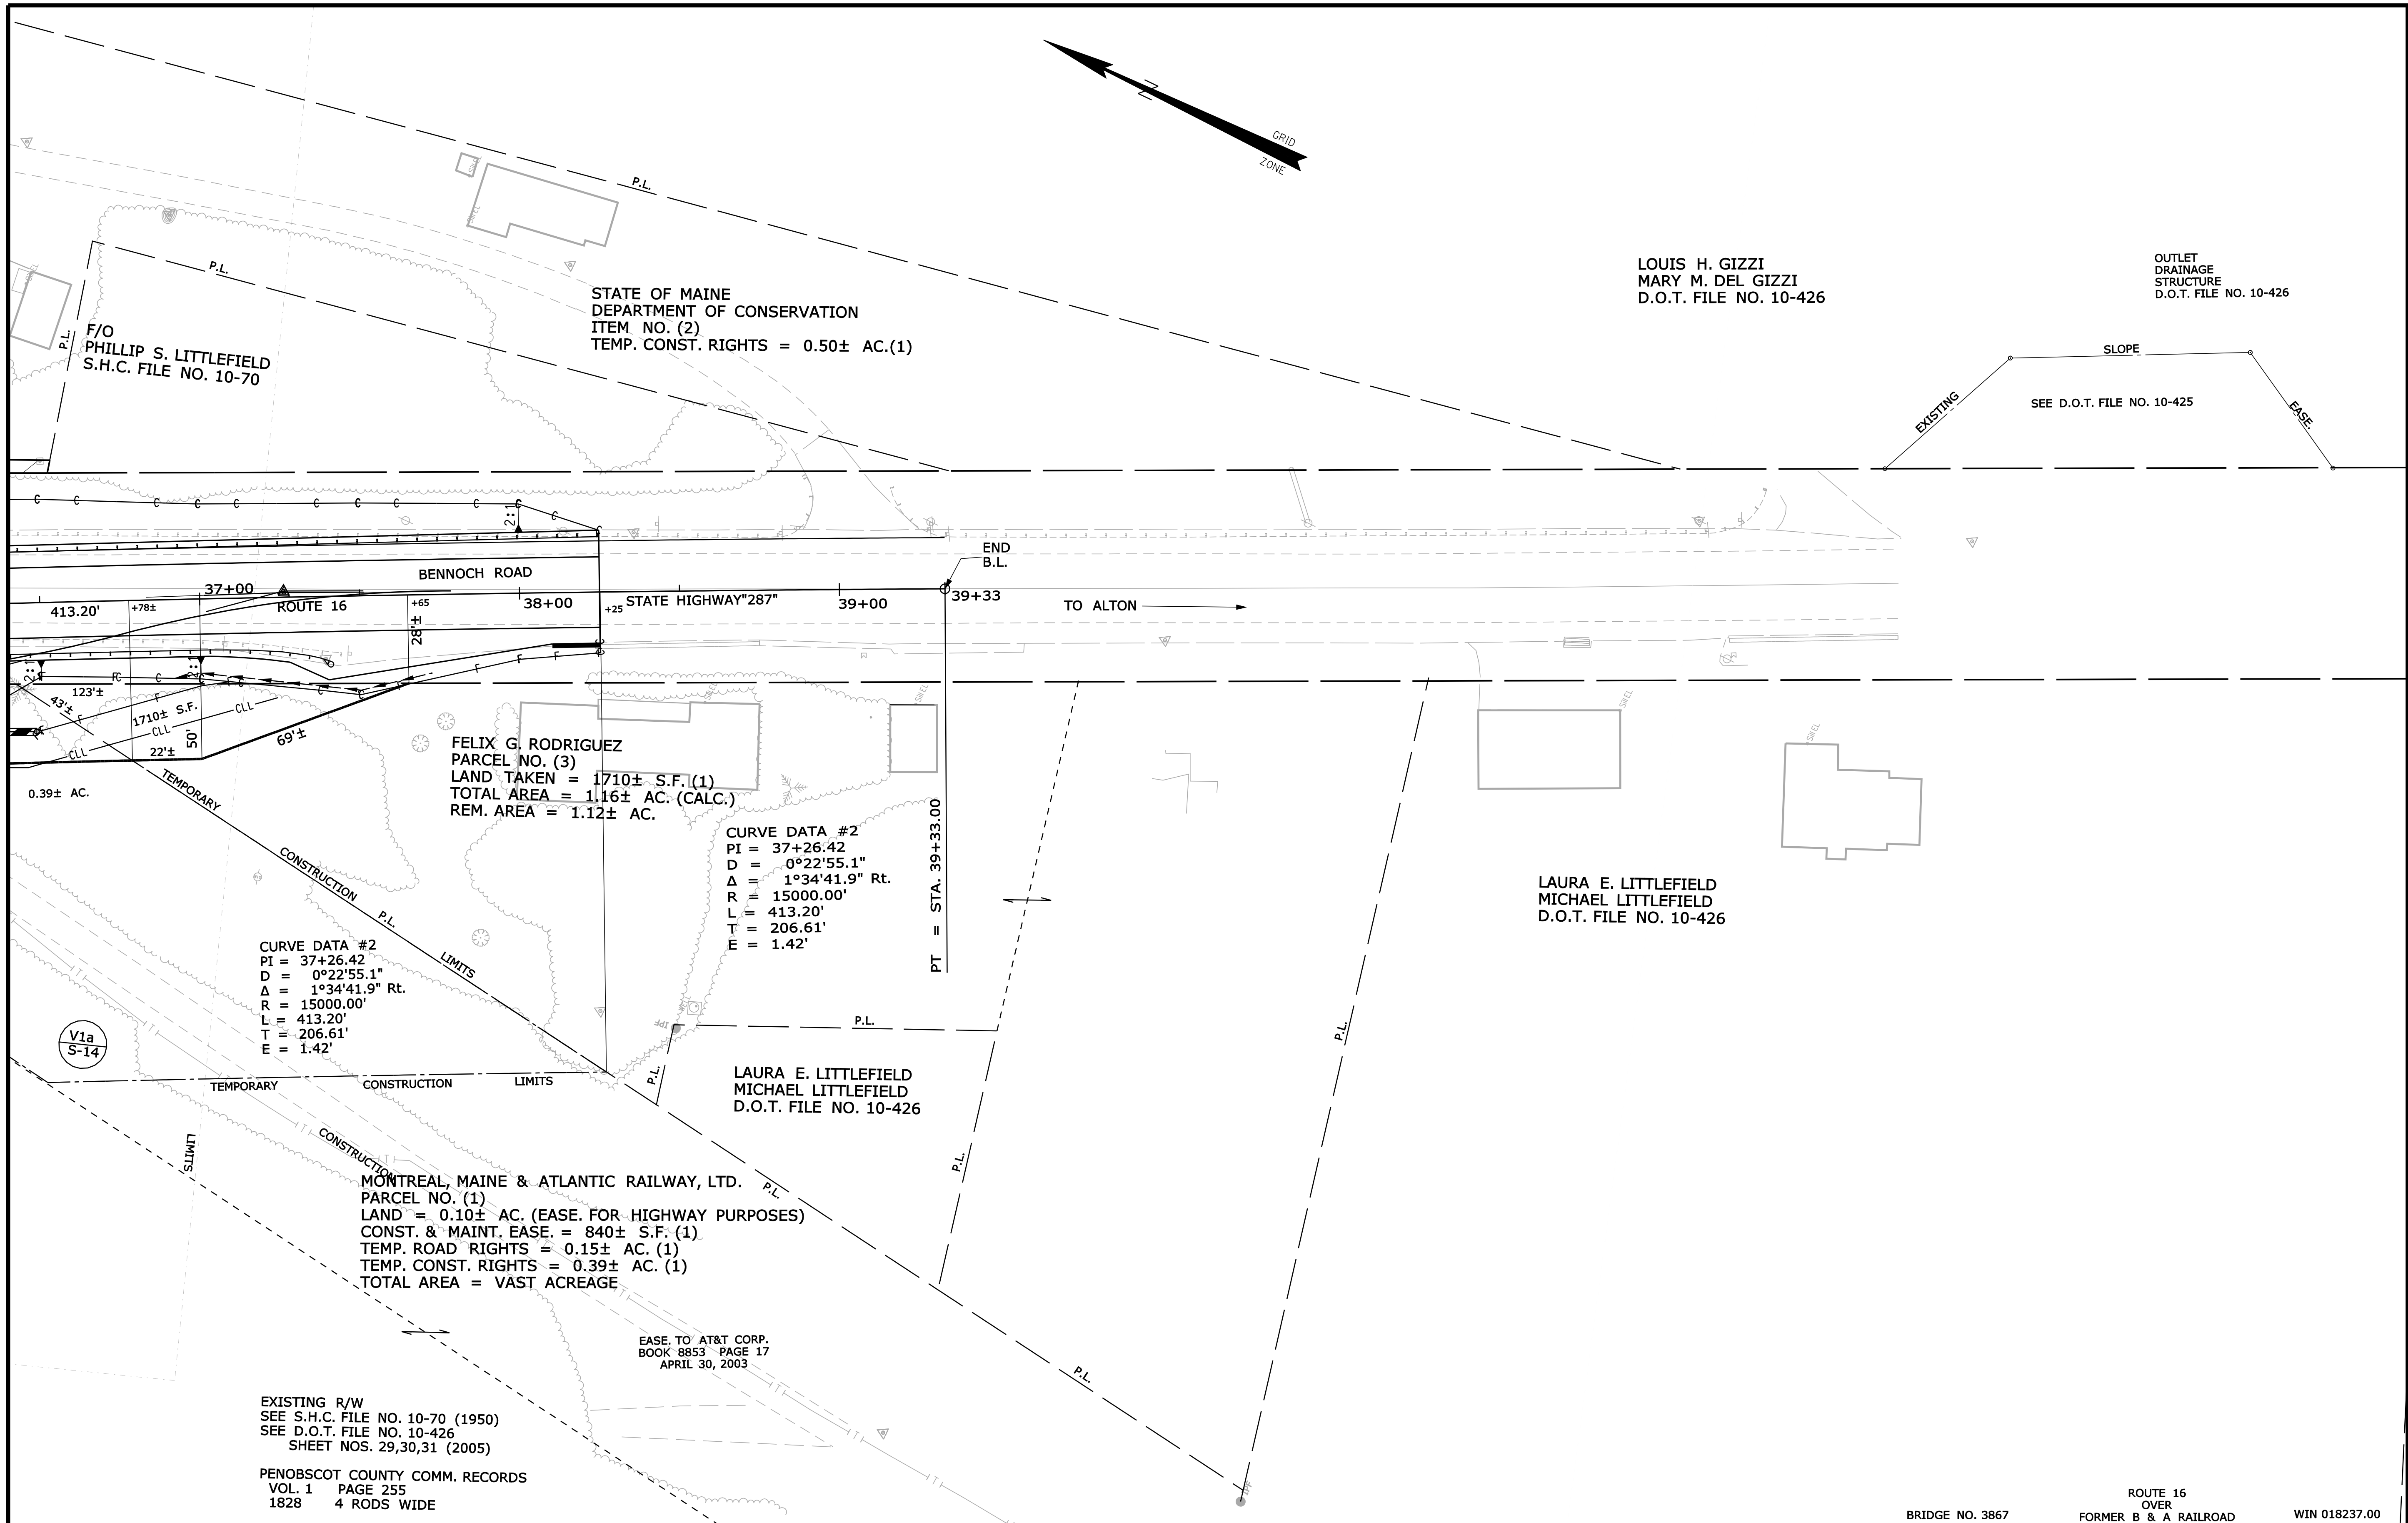 GRID
ZONE
P.L.
P.L.
P.L.
F/O
PHILLIP S. LITTLEFIELD
S.H.C. FILE NO. 10-70
STATE OF MAINE
DEPARTMENT OF CONSERVATION
ITEM NO. (2)
TEMP. CONST. RIGHTS = 0.50± AC.(1)
LOUIS H. GIZZI
MARY M. DEL GIZZI
D.O.T. FILE NO. 10-426
OUTLET
DRAINAGE
STRUCTURE
D.O.T. FILE NO. 10-426
EXISTING
SLOPE
EASE.
SEE D.O.T. FILE NO. 10-425
C C C C C C C C C C C C
2:1
BENNOCH ROAD
END
B.L.
413.20'
+78±
37+00
ROUTE 16
+65
28'±
38+00
+25
STATE HIGHWAY"287"
39+00
39+33
TO ALTON
2:1
2:1
123'±
43'±
1710± S.F.
CLL
CLL
CLL
50'
22'±
69'±
0.39± AC.
FELIX G. RODRIGUEZ
PARCEL NO. (3)
LAND TAKEN = 1710± S.F. (1)
TOTAL AREA = 1.16± AC. (CALC.)
REM. AREA = 1.12± AC.
TEMPORARY
CONSTRUCTION
P.L.
LIMITS
CURVE DATA #2
PI = 37+26.42
D = 0°22'55.1"
Δ = 1°34'41.9" Rt.
R = 15000.00'
L = 413.20'
T = 206.61'
E = 1.42'
PT = STA. 39+33.00
LAURA E. LITTLEFIELD
MICHAEL LITTLEFIELD
D.O.T. FILE NO. 10-426
CURVE DATA #2
PI = 37+26.42
D = 0°22'55.1"
Δ = 1°34'41.9" Rt.
R = 15000.00'
L = 413.20'
T = 206.61'
E = 1.42'
V1a
S-14
IPF
P.L.
P.L.
P.L.
TEMPORARY CONSTRUCTION LIMITS
LAURA E. LITTLEFIELD
MICHAEL LITTLEFIELD
D.O.T. FILE NO. 10-426
LIMITS
CONSTRUCTION
P.L.
P.L.
MONTREAL, MAINE & ATLANTIC RAILWAY, LTD.
PARCEL NO. (1)
LAND = 0.10± AC. (EASE. FOR HIGHWAY PURPOSES)
CONST. & MAINT. EASE. = 840± S.F. (1)
TEMP. ROAD RIGHTS = 0.15± AC. (1)
TEMP. CONST. RIGHTS = 0.39± AC. (1)
TOTAL AREA = VAST ACREAGE
EASE. TO AT&T CORP.
BOOK 8853 PAGE 17
APRIL 30, 2003
P.L.
IPF
EXISTING R/W
SEE S.H.C. FILE NO. 10-70 (1950)
SEE D.O.T. FILE NO. 10-426
SHEET NOS. 29,30,31 (2005)
PENOBSCOT COUNTY COMM. RECORDS
VOL. 1 PAGE 255
1828 4 RODS WIDE
BRIDGE NO. 3867
ROUTE 16
OVER
FORMER B & A RAILROAD
WIN 018237.00